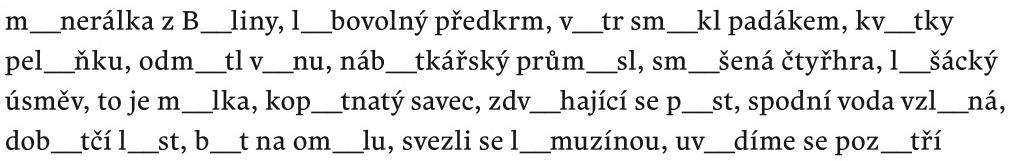 m__nerálka z B__liny, l__bovolný předkrm, v__tr sm__kl padákem, kv__tky
pel__ňku, odm__tl v__nu, náb__tkářský prům__sl, sm__šená čtyřhra, l__šácký
úsměv, to je m__lka, kop__tnatý savec, zdv__hající se p__st, spodní voda vzl__ná,
dob__tčí l__st, b__t na om__lu, svezli se l__muzínou, uv__díme se poz__tří